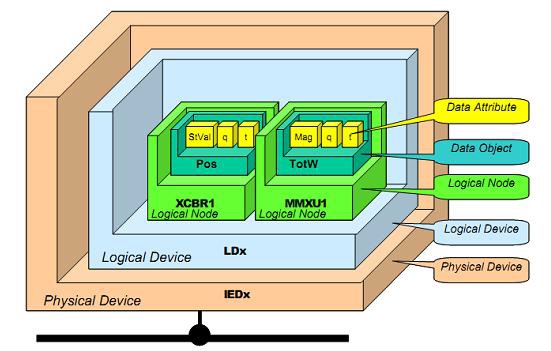 Data Attribute
StVal q t
Mag q t
Data Object
Pos
TotW
Logical Node
XCBR1
MMXU1
Logical Node
Logical Node
Logical Device
LDx
Logical Device
Physical Device
IEDx
Physical Device